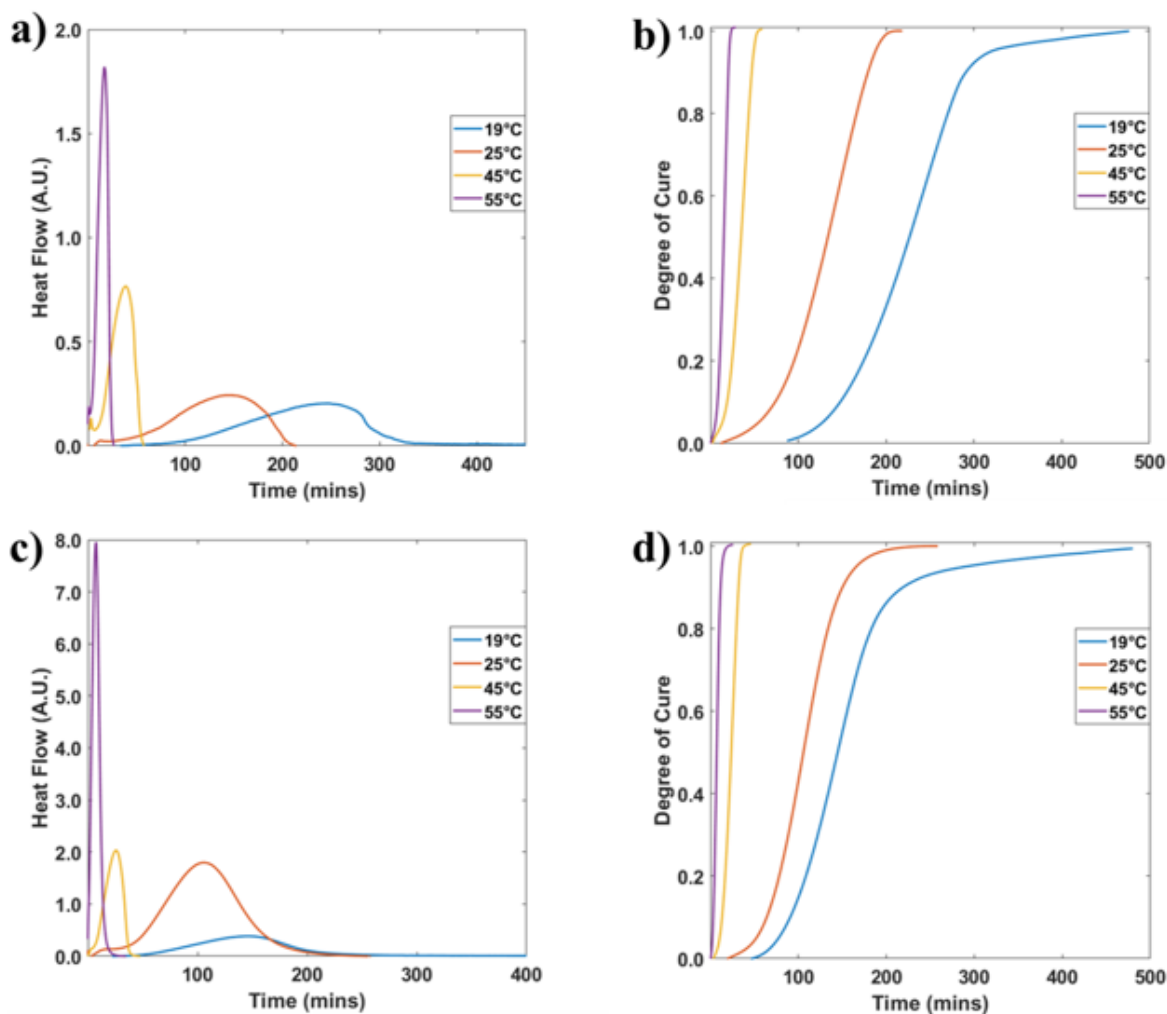 a)
2.0
1.5
1.0
0.5
0.0
100 200 300 400
Heat Flow (A.U.)
Time (mins)
19°C
25°C
45°C
55°C
b)
1.0
0.8
0.6
0.4
0.2
0.0
100 200 300 400 500
Degree of Cure
Time (mins)
19°C
25°C
45°C
55°C
c)
8.0
7.0
6.0
5.0
4.0
3.0
2.0
1.0
0.0
100 200 300 400
Heat Flow (A.U.)
Time (mins)
19°C
25°C
45°C
55°C
d)
1.0
0.8
0.6
0.4
0.2
0.0
100 200 300 400 500
Degree of Cure
Time (mins)
19°C
25°C
45°C
55°C